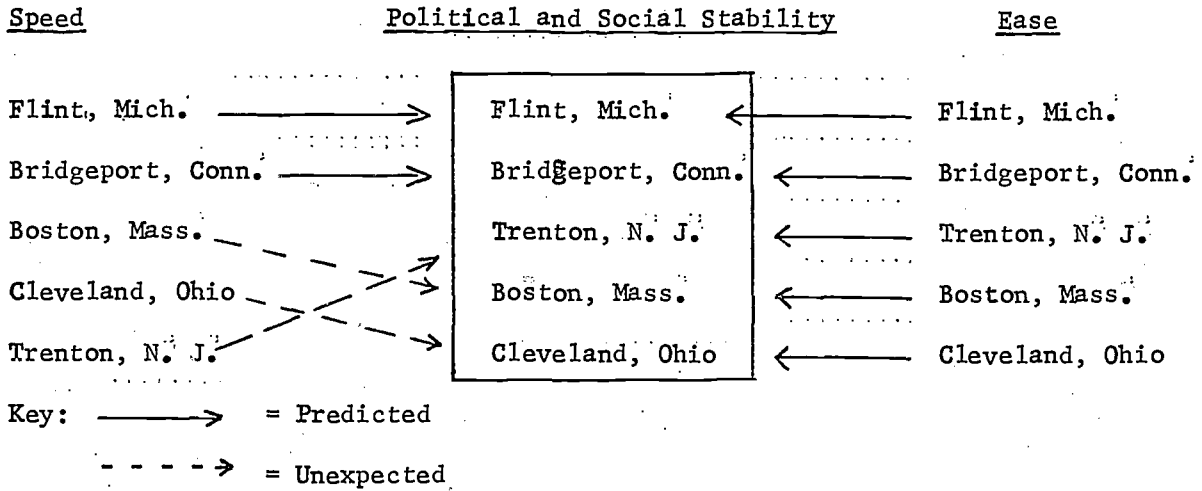 Speed Political and Social Stability Ease
Flint, Mich. Flint, Mich. Flint, Mich.
Bridgeport, Conn. Bridgeport, Conn. Bridgeport, Conn.
Boston, Mass. Trenton, N. J. Trenton, N. J.
Cleveland, Ohio Boston, Mass. Boston, Mass.
Trenton, N. J. Cleveland, Ohio Cleveland, Ohio
Key: = Predicted
= Unexpected